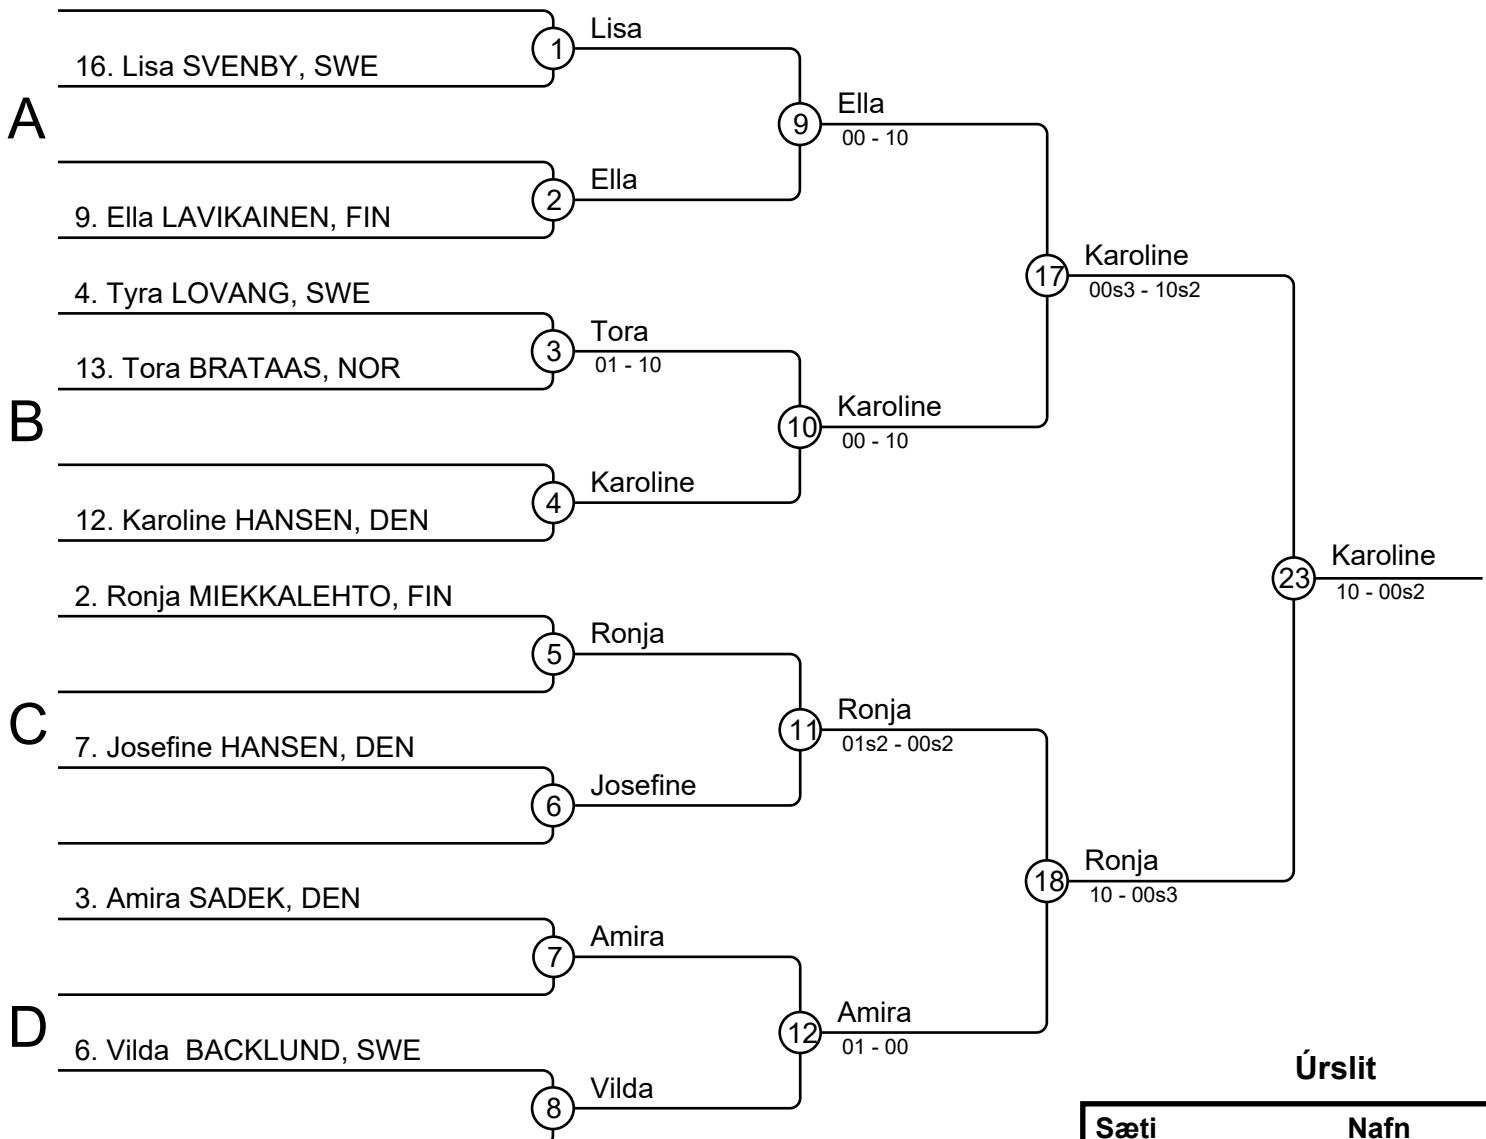 A
16. Lisa SVENBY, SWE
1
Lisa
9
Ella
00 - 10
9. Ella LAVIKAINEN, FIN
2
Ella
17
Karoline
00s3 - 10s2
B
4. Tyra LOVANG, SWE
13. Tora BRATAAS, NOR
3
Tora
01 - 10
10
Karoline
00 - 10
12. Karoline HANSEN, DEN
4
Karoline
23
Karoline
10 - 00s2
C
2. Ronja MIEKKALEHTO, FIN
5
Ronja
11
Ronja
01s2 - 00s2
7. Josefine HANSEN, DEN
6
Josefine
18
Ronja
10 - 00s3
D
3. Amira SADEK, DEN
7
Amira
12
Amira
01 - 00
6. Vilda  BACKLUND, SWE
8
Vilda
Úrslit
Sæti Nafn